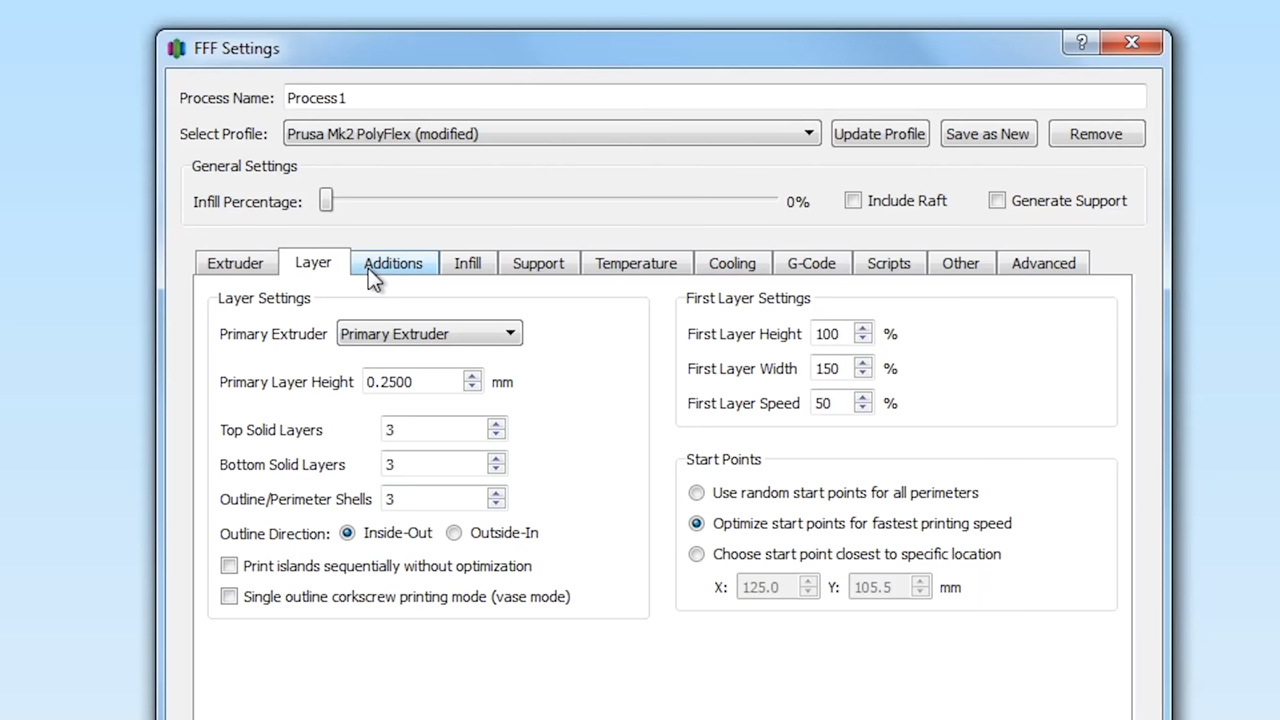 FFF Settings
Process Name: Process1
Select Profile: Prusa Mk2 PolyFlex (modified) Update Profile Save as New Remove
General Settings
Infill Percentage: 0% Include Raft Generate Support
Extruder Layer Additions Infill Support Temperature Cooling G-Code Scripts Other Advanced
Layer Settings
Primary Extruder Primary Extruder
Primary Layer Height 0.2500 mm
Top Solid Layers 3
Bottom Solid Layers 3
Outline/Perimeter Shells 3
Outline Direction: Inside-Out Outside-In
Print islands sequentially without optimization
Single outline corkscrew printing mode (vase mode)
First Layer Settings
First Layer Height 100 %
First Layer Width 150 %
First Layer Speed 50 %
Start Points
Use random start points for all perimeters
Optimize start points for fastest printing speed
Choose start point closest to specific location
X: 125.0 Y: 105.5 mm